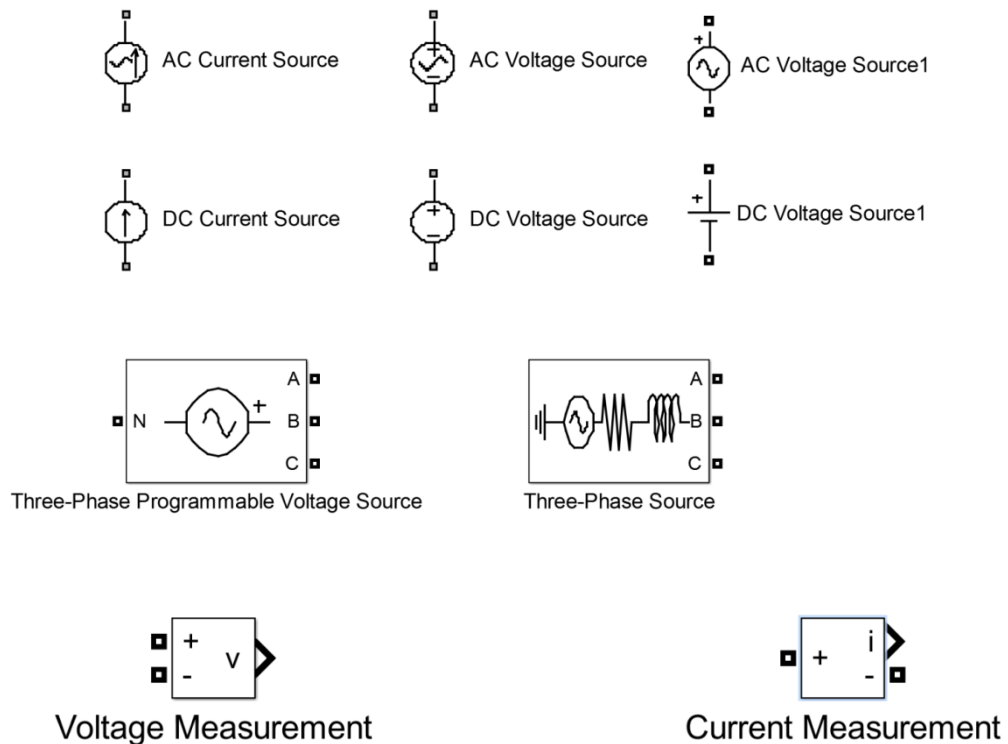 AC Current Source
+
-
AC Voltage Source
+
AC Voltage Source1
DC Current Source
+
-
DC Voltage Source
+
DC Voltage Source1
N
+
A
B
C
Three-Phase Programmable Voltage Source
A
B
C
Three-Phase Source
+
-
v
Voltage Measurement
+
i
-
Current Measurement